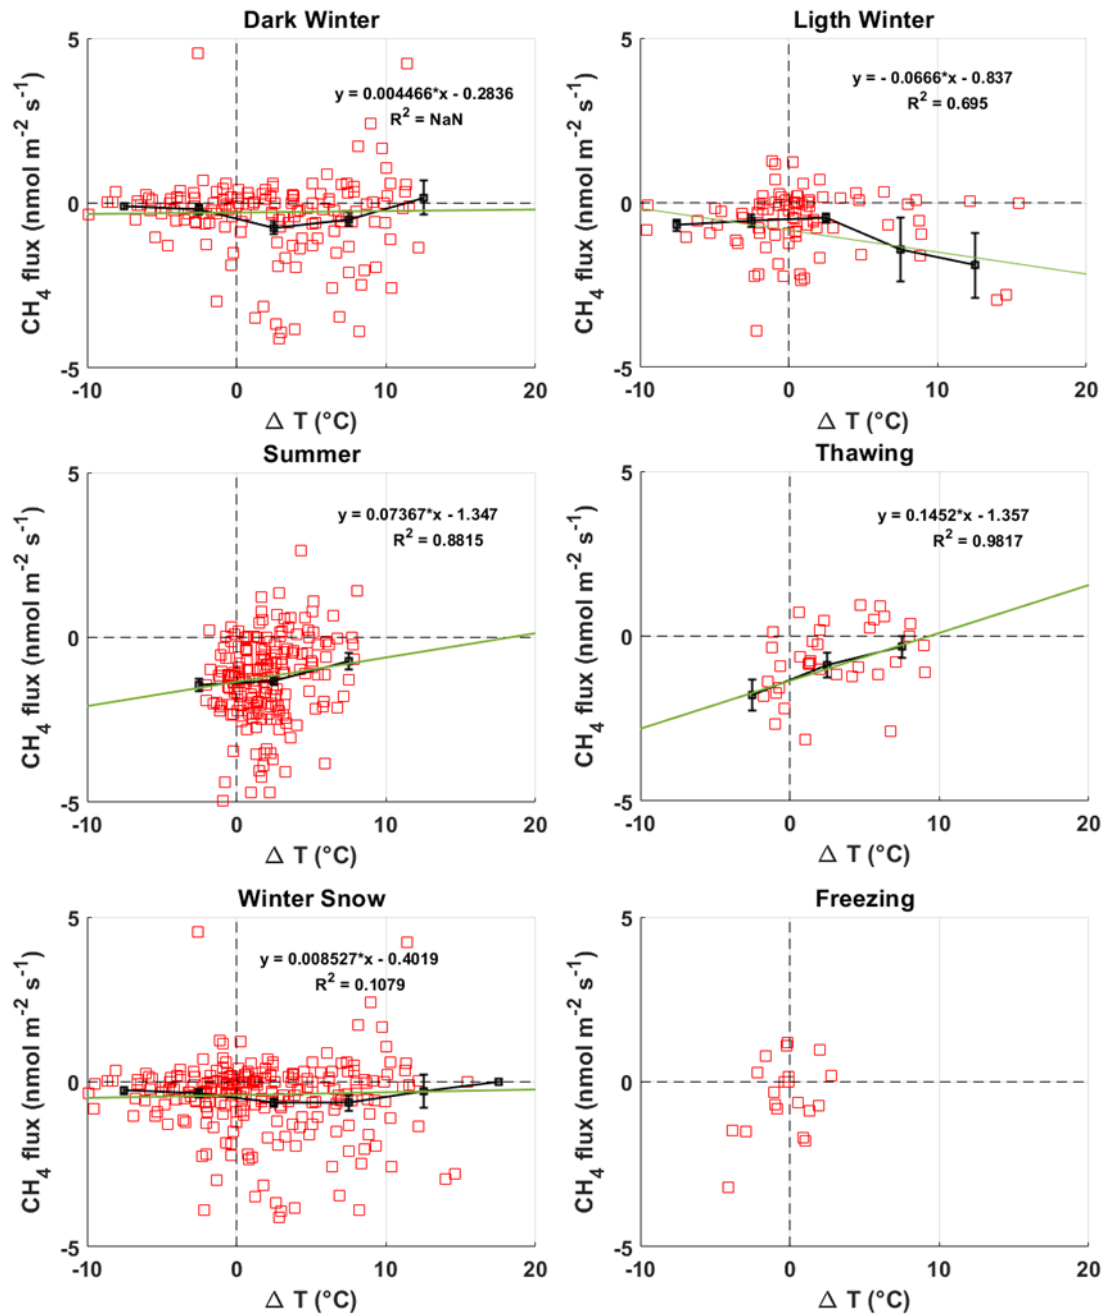 Dark Winter
5
0
-5
-10
0
10
20
CH4 flux (nmol m-2 s-1)
Δ T (°C)
y = 0.004466*x - 0.2836
R2 = NaN
Ligth Winter
5
0
-5
-10
0
10
20
CH4 flux (nmol m-2 s-1)
Δ T (°C)
y = - 0.0666*x - 0.837
R2 = 0.695
Summer
5
0
-5
-10
0
10
20
CH4 flux (nmol m-2 s-1)
Δ T (°C)
y = 0.07367*x - 1.347
R2 = 0.8815
Thawing
5
0
-5
-10
0
10
20
CH4 flux (nmol m-2 s-1)
Δ T (°C)
y = 0.1452*x - 1.357
R2 = 0.9817
Winter Snow
5
0
-5
-10
0
10
20
CH4 flux (nmol m-2 s-1)
Δ T (°C)
y = 0.008527*x - 0.4019
R2 = 0.1079
Freezing
5
0
-5
-10
0
10
20
CH4 flux (nmol m-2 s-1)
Δ T (°C)